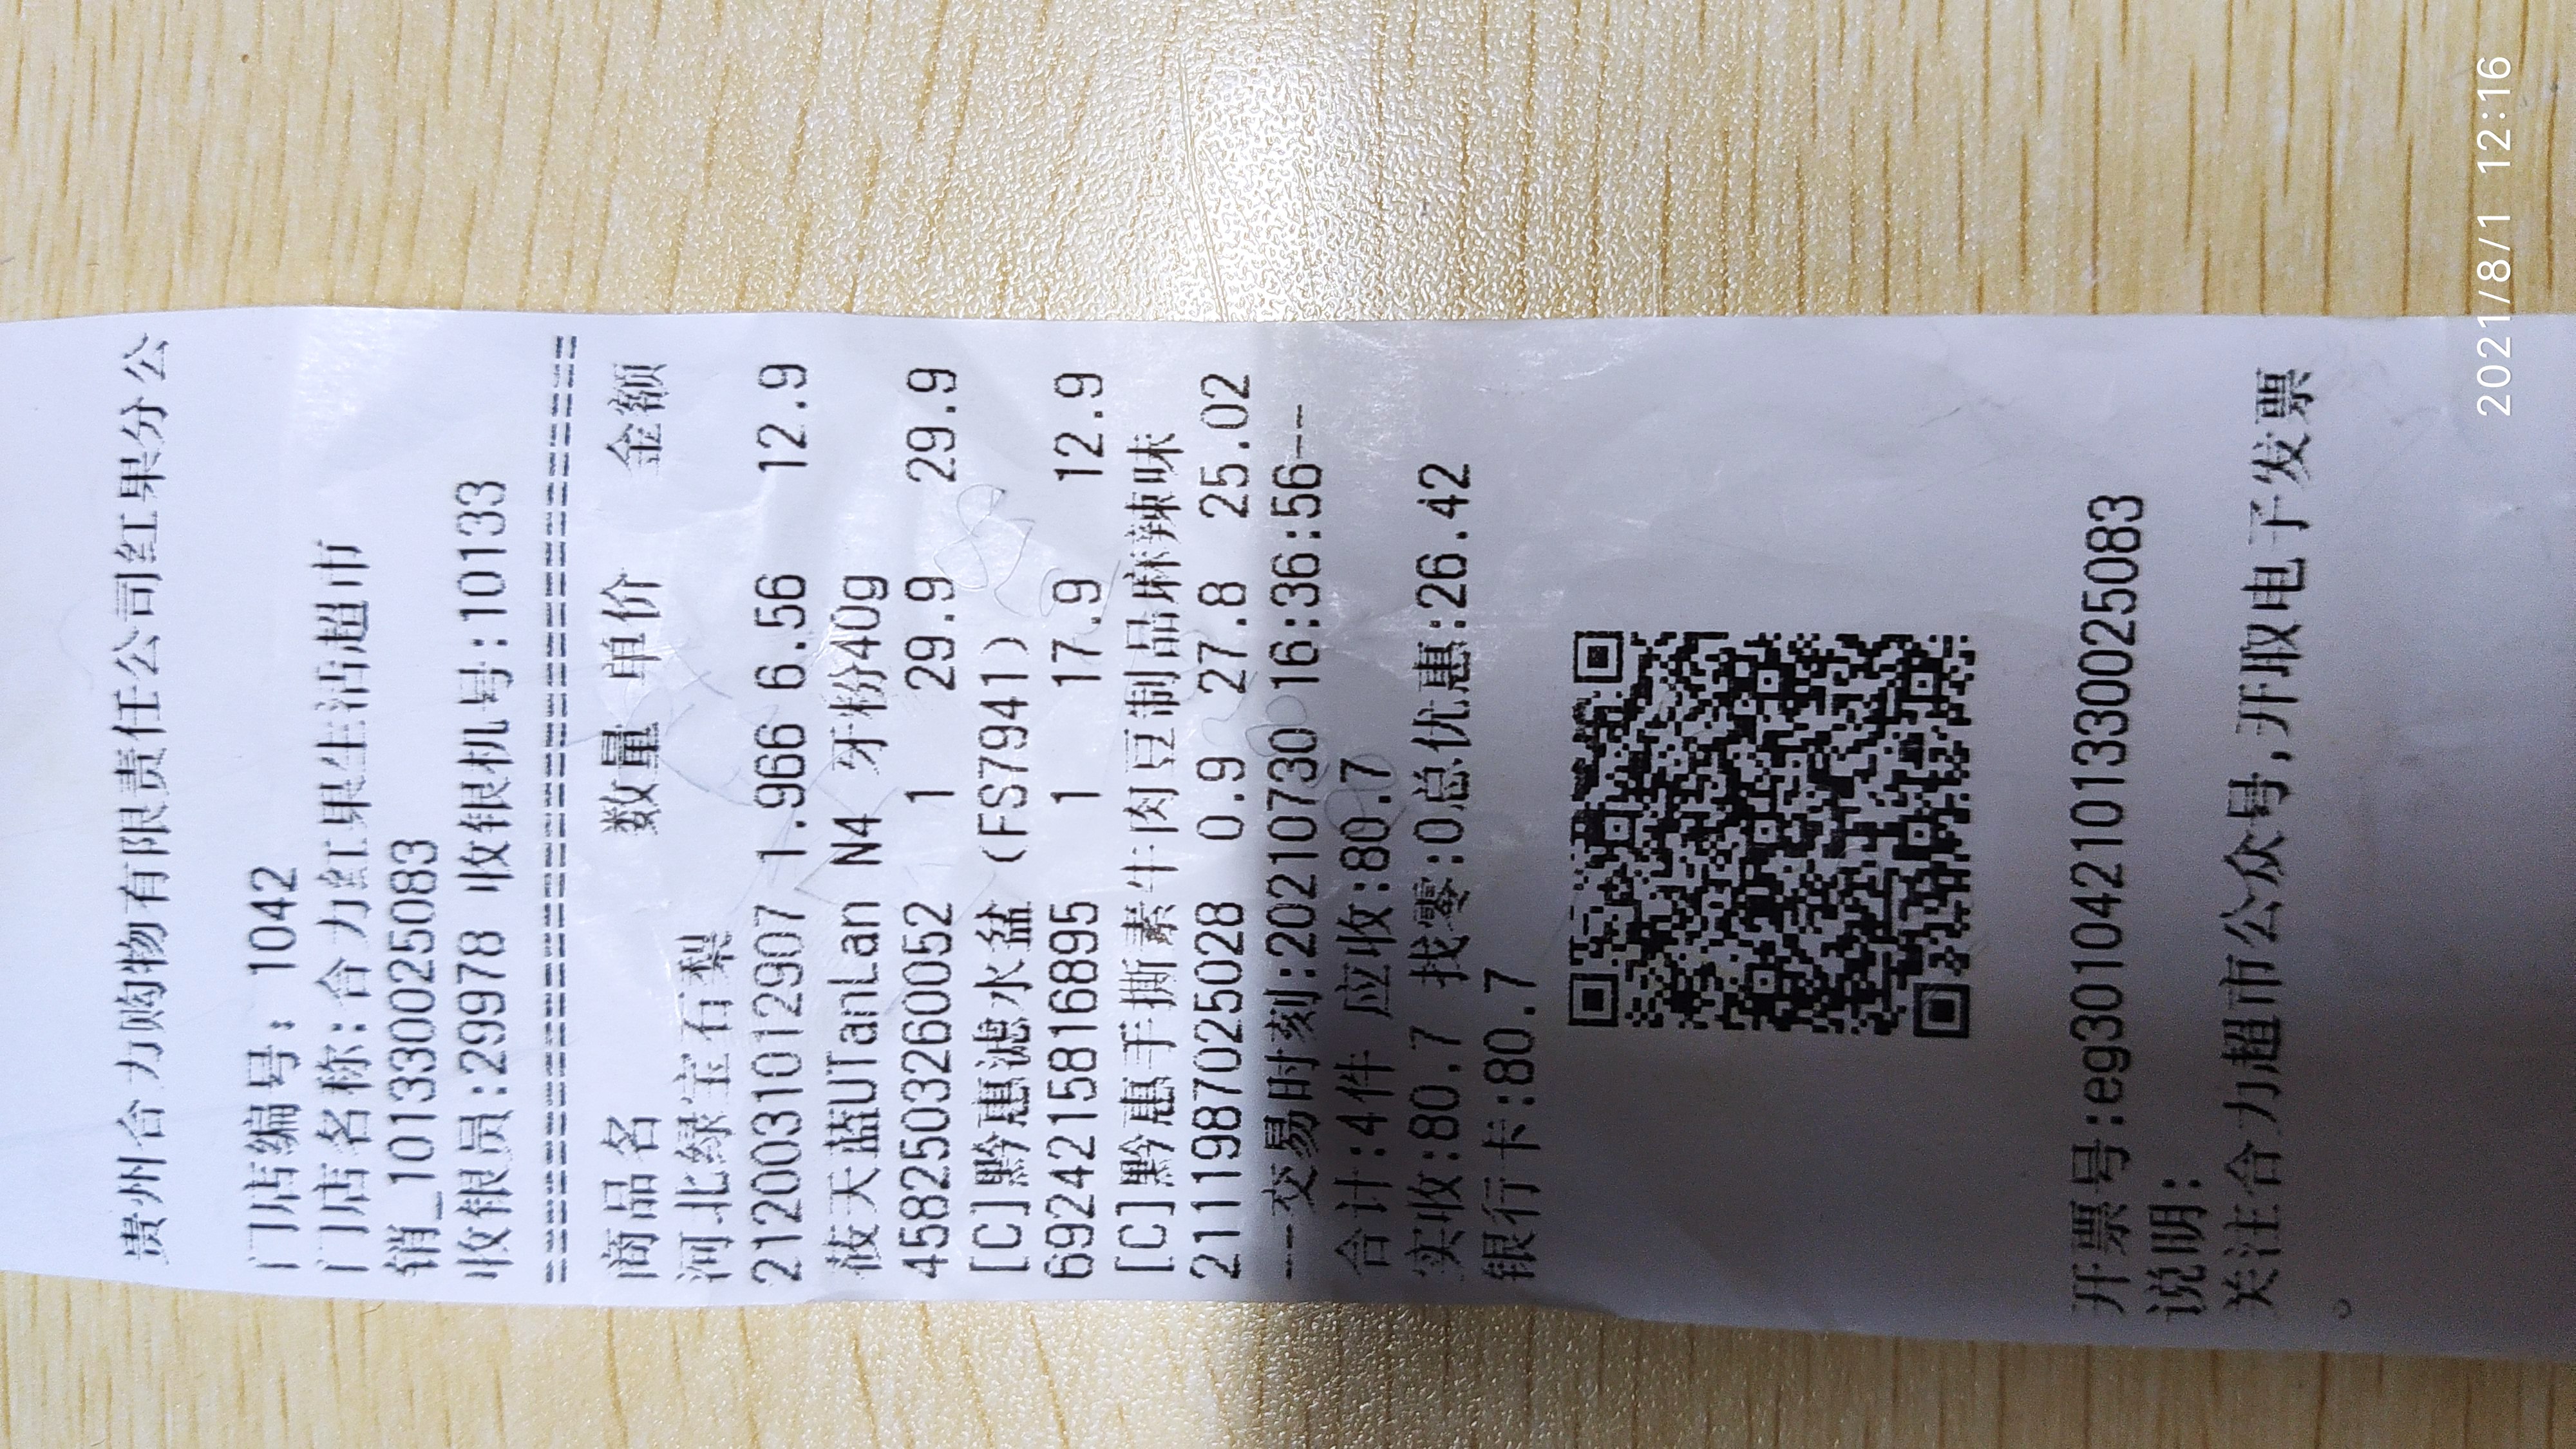 贵州合力购物有限责任公司红果分公
门店编号: 1042
门店名称:合力红果生活超市
销_101330025083
收银员:29978 收银机号:10133
商品名 数量 单价 金额
河北绿宝石梨
2120031012907 1.966 6.56 12.9
莜天蓝UTanLan N4 牙粉40g
4582503260052 1 29.9 29.9
[C]黔惠滤水盆 (FS7941)
6924215816895 1 17.9 12.9
[C]黔惠手撕素牛肉豆制品麻辣味
2111987025028 0.9 27.8 25.02
--交易时刻:20210730 16:36:56--
合计:4件 应收:80.7
实收:80.7 找零:0总优惠:26.42
银行卡:80.7
开票号:eg301042101330025083
说明:
关注合力超市公众号,开取电子发票
。
2021/8/1 12:16